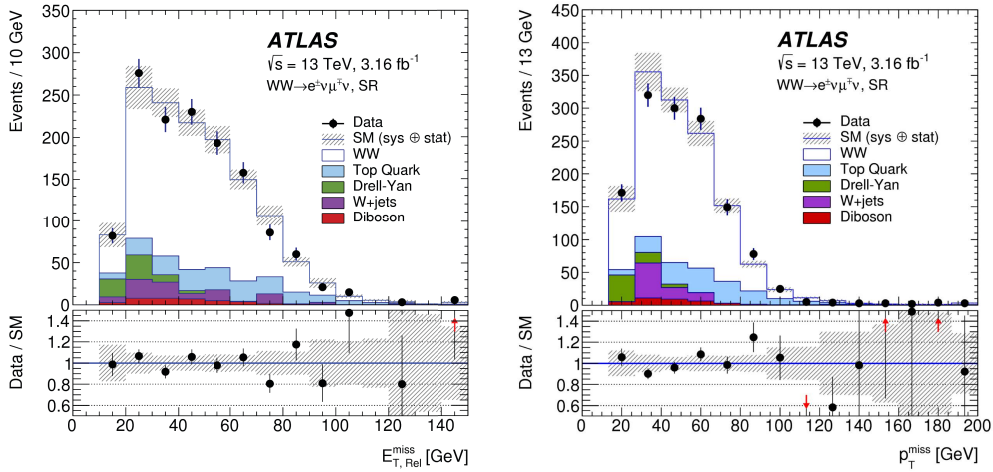 Events / 10 GeV
350
300
250
200
150
100
50
0
ATLAS
√s = 13 TeV, 3.16 fb⁻¹
WW→e±νμ∓ν, SR
Data
SM (sys ⊕ stat)
WW
Top Quark
Drell-Yan
W+jets
Diboson
Data / SM
1.4
1.2
1
0.8
0.6
0 20 40 60 80 100 120 140
E_T, Rel^miss [GeV]
Events / 13 GeV
450
400
350
300
250
200
150
100
50
0
ATLAS
√s = 13 TeV, 3.16 fb⁻¹
WW→e±νμ∓ν, SR
Data
SM (sys ⊕ stat)
WW
Top Quark
Drell-Yan
W+jets
Diboson
Data / SM
1.4
1.2
1
0.8
0.6
0 20 40 60 80 100 120 140 160 180 200
p_T^miss [GeV]